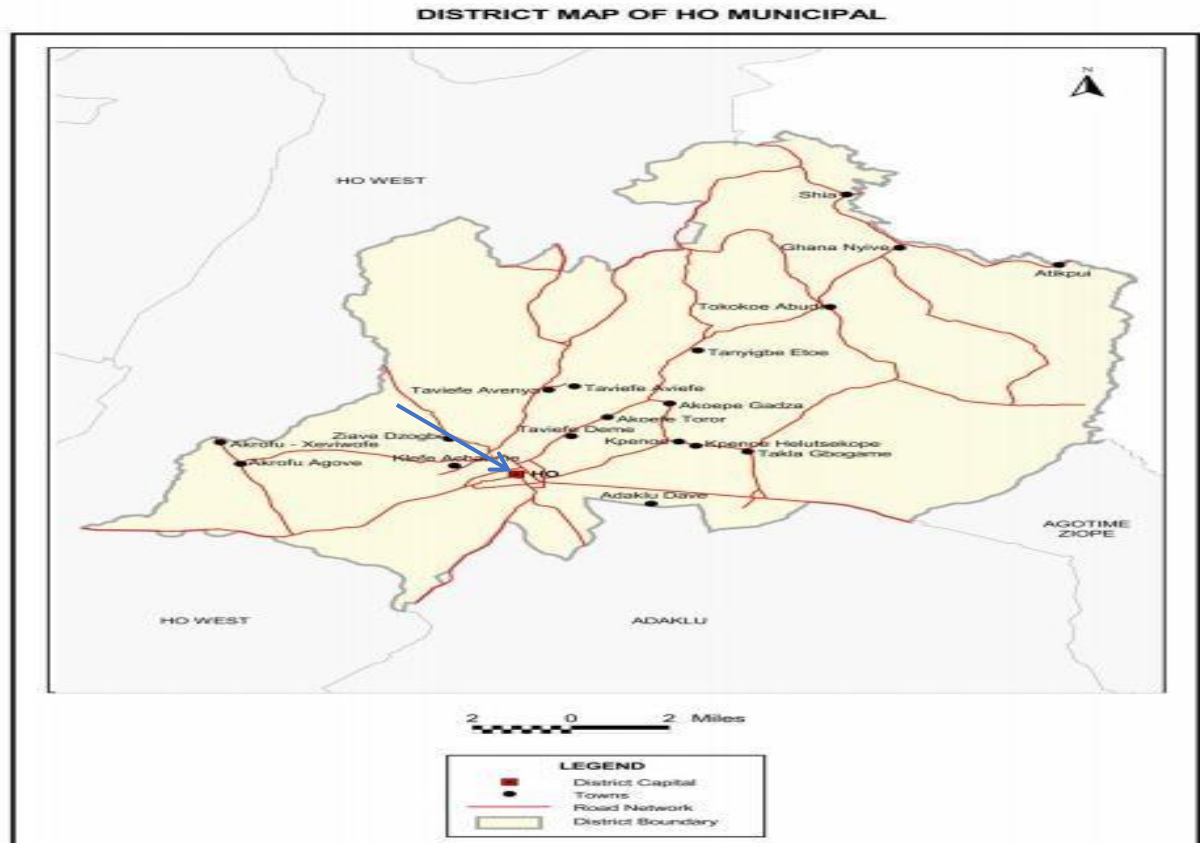 DISTRICT MAP OF HO MUNICIPAL
N
HO WEST
Shia
Ghana Nyive
Atikpui
Tokokoe Abud
Tanyigbe Etoe
Taviefe Avenya
Taviefe Aviefe
Akoepe Gadza
Akoefe Toror
Taviefe Deme
Ziave Dzogbe
Kpenoe
Kpenoe Helutsekope
Akrofu - Xeviwofe
Takla Gbogame
Klefe
Akrofu Agove
HO
Adaklu Dave
AGOTIME
ZIOPE
HO WEST
ADAKLU
2 0 2 Miles
LEGEND
District Capital
Towns
Road Network
District Boundary